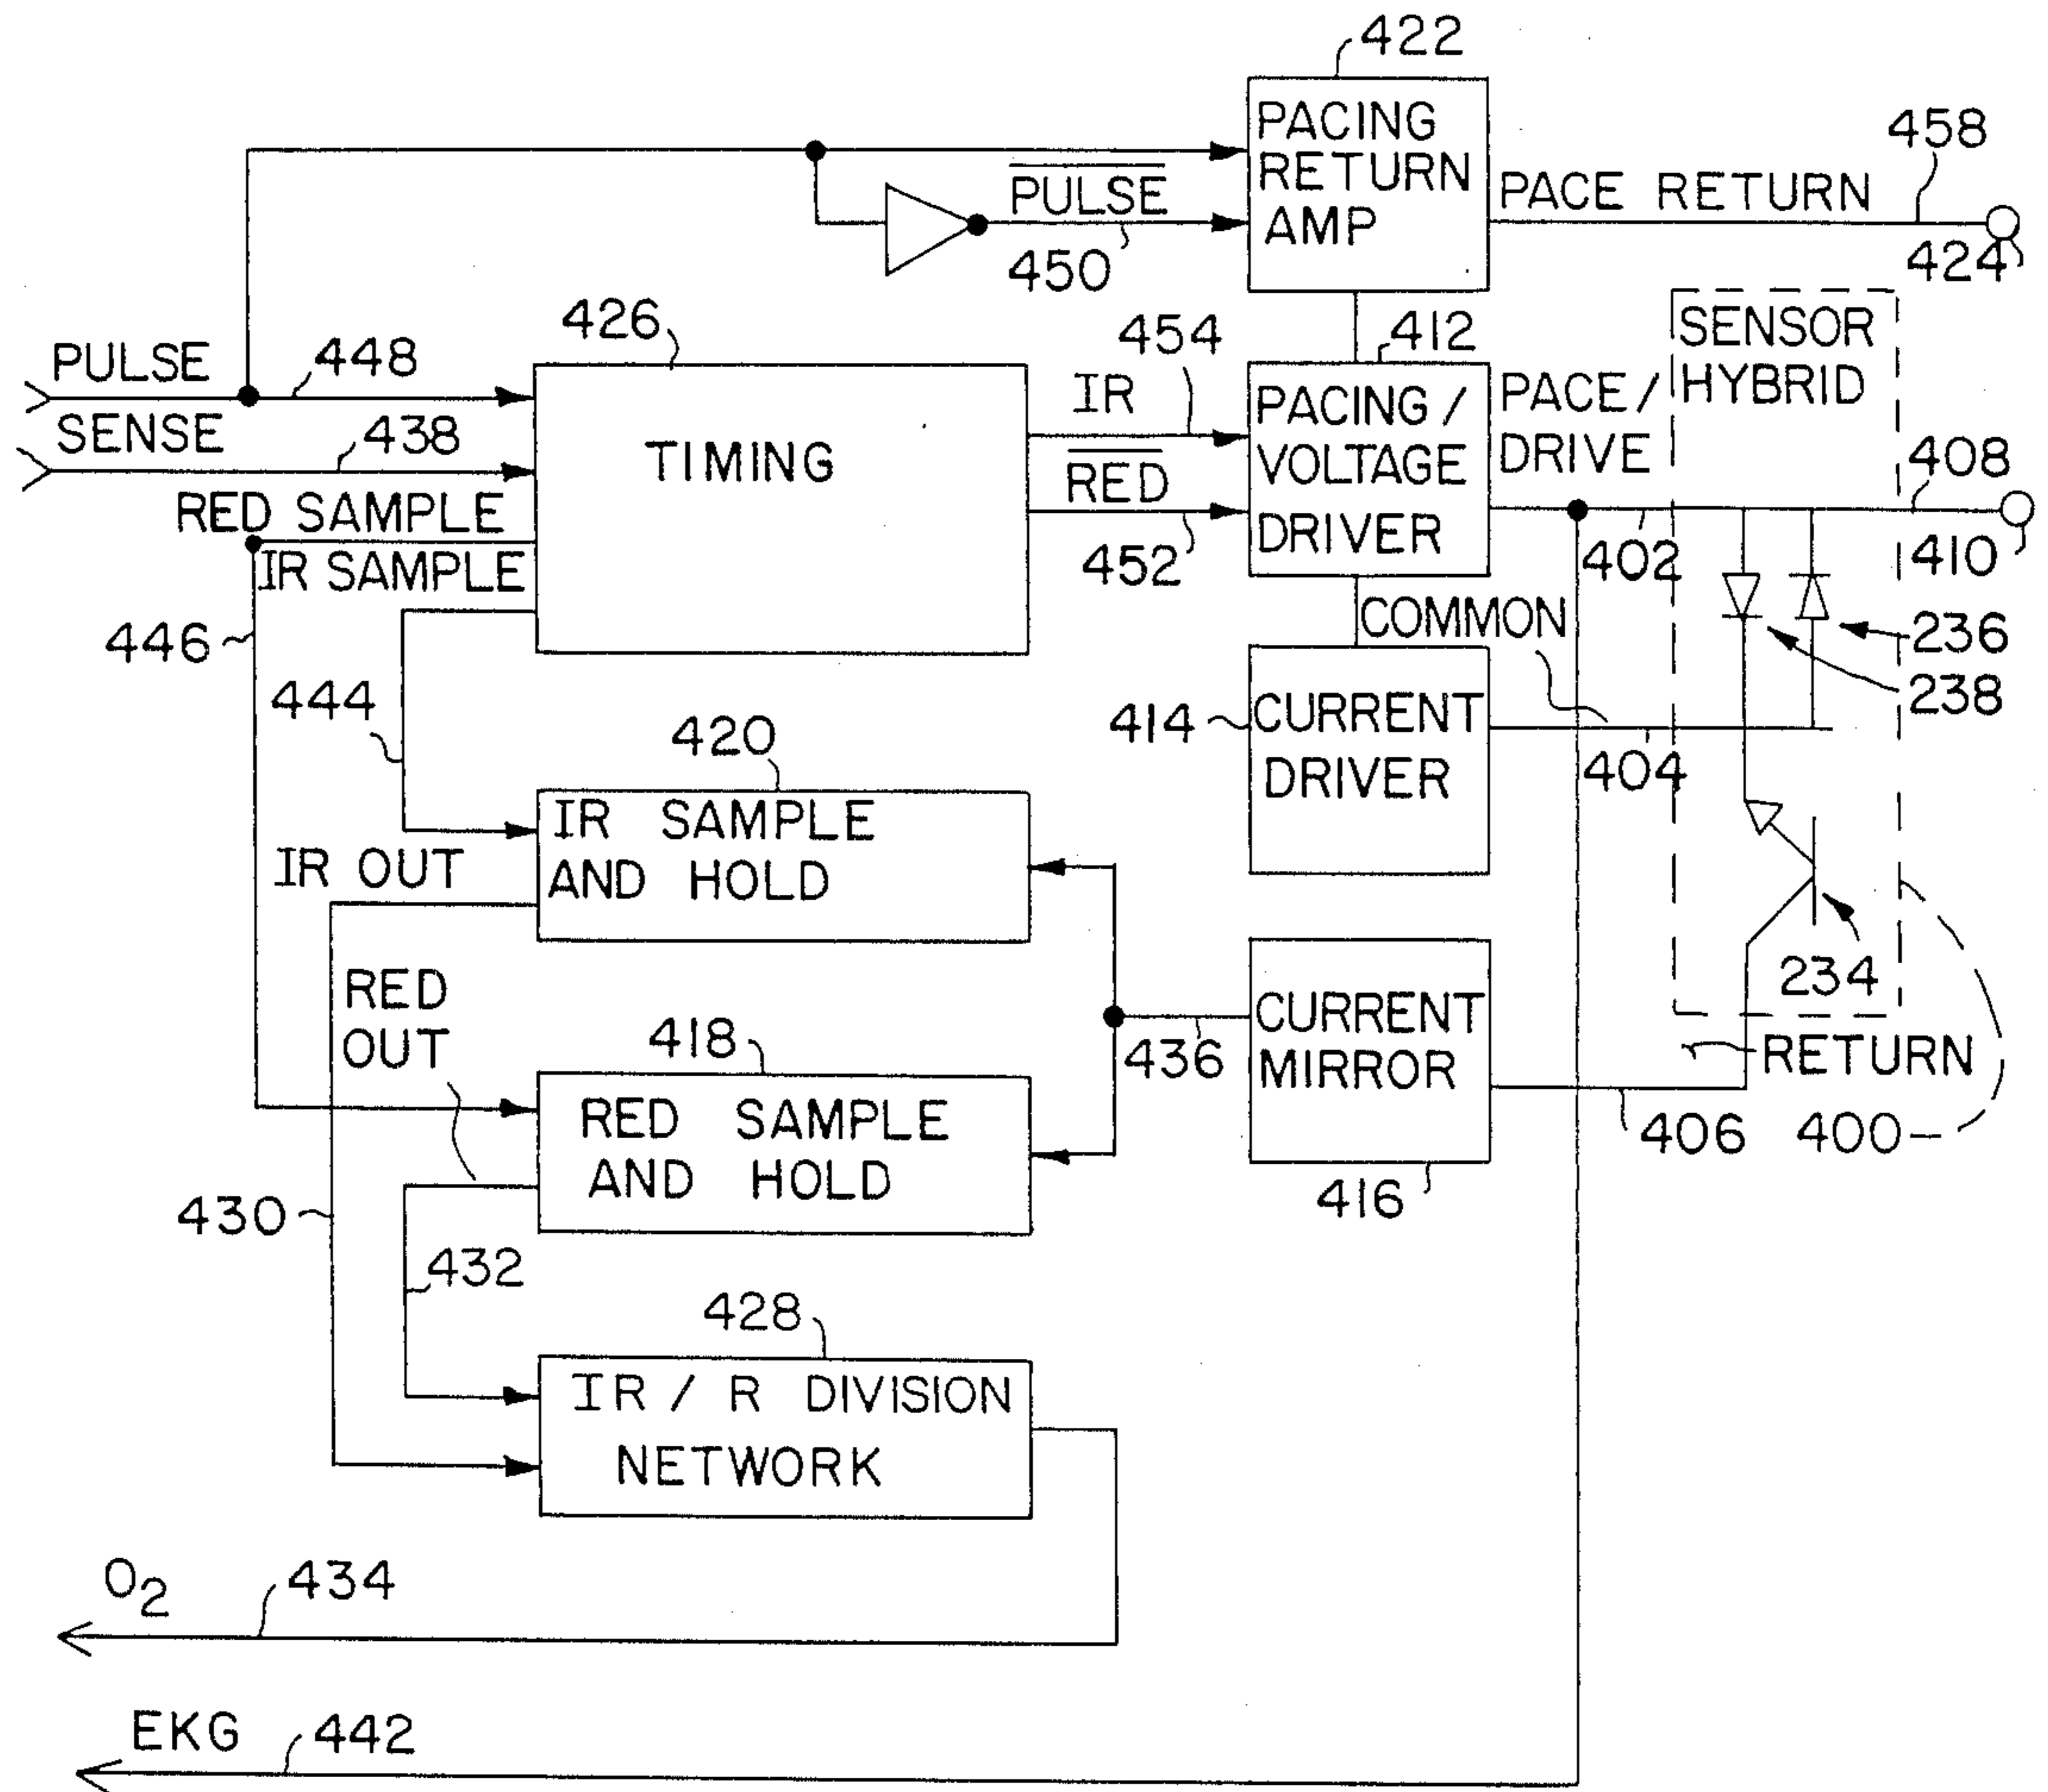 422
PACING
RETURN
AMP
458
PACE RETURN
424
PULSE
450
426
454
412
SENSOR
HYBRID
PULSE
448
SENSE
438
TIMING
IR
RED
452
PACING /
VOLTAGE
DRIVER
PACE /
DRIVE
408
402
410
RED SAMPLE
IR SAMPLE
446
444
COMMON
236
238
420
414
CURRENT
DRIVER
404
IR SAMPLE
AND HOLD
IR OUT
234
RED
OUT
418
436
CURRENT
MIRROR
RETURN
406
400
RED SAMPLE
AND HOLD
416
430
432
428
IR / R DIVISION
NETWORK
O2
434
EKG
442